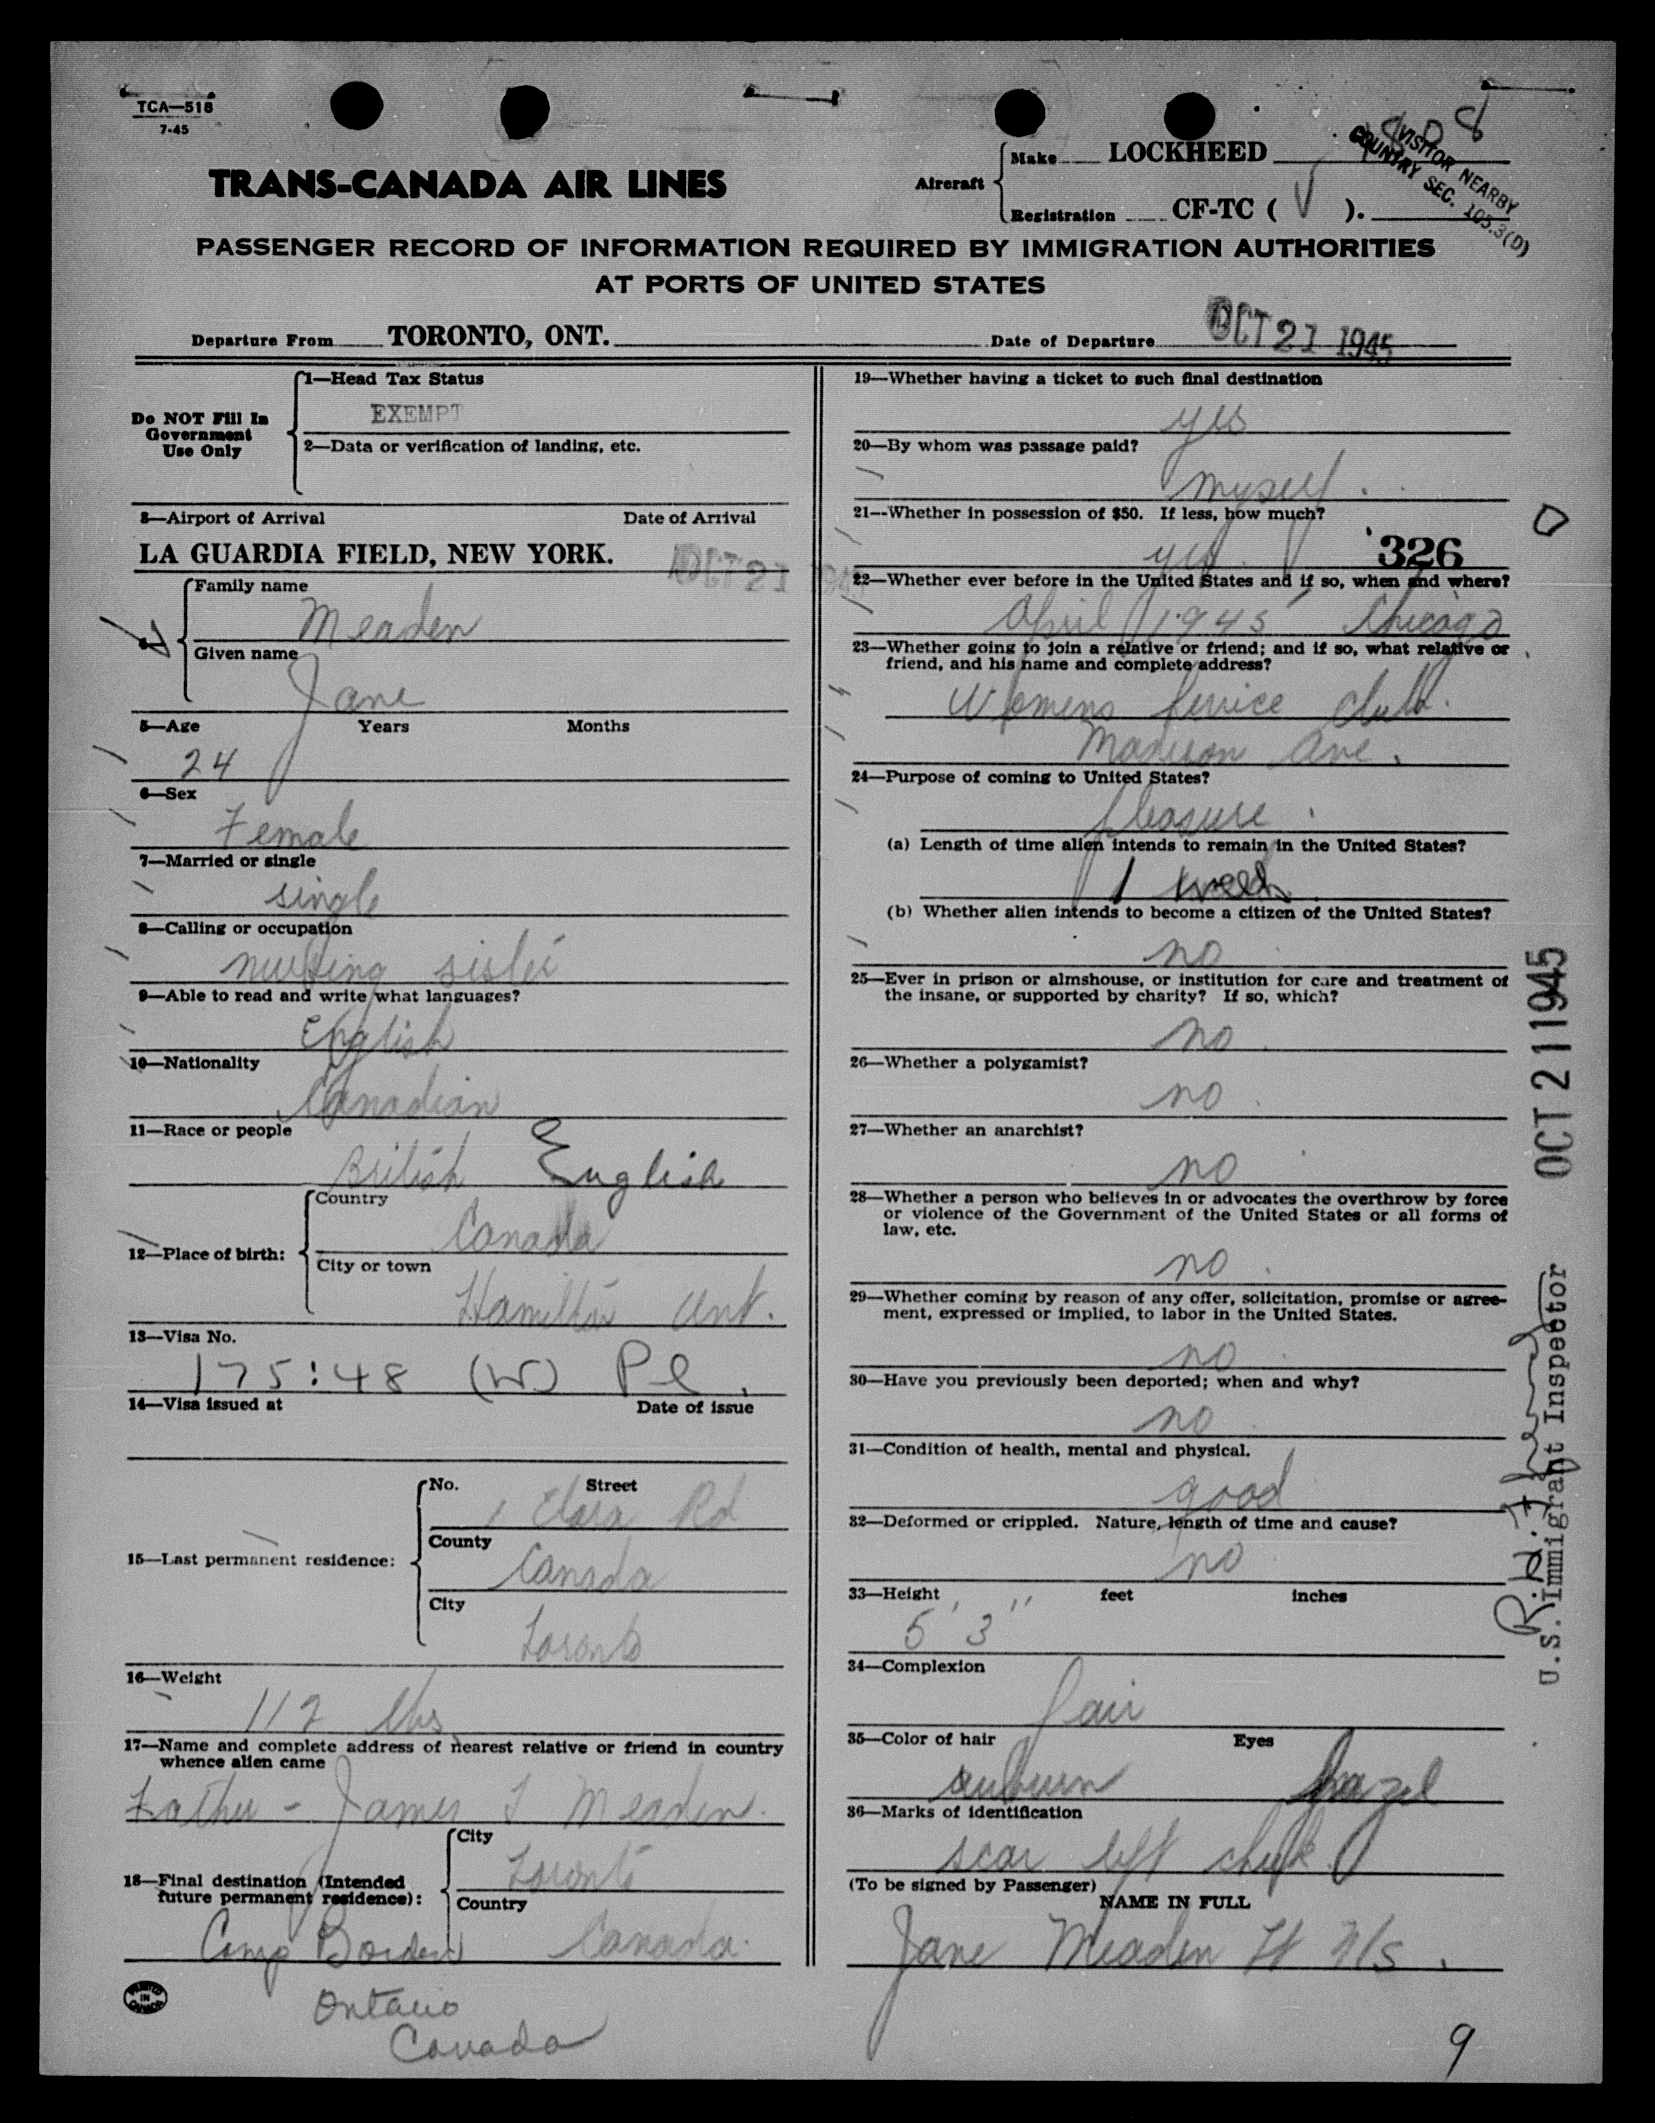 TCA—518
7-45
TRANS-CANADA AIR LINES
Aircraft
Make LOCKHEED
Registration CF-TC ( V ).
VISITOR NEARBY
COUNTRY SEC. 105.3(D)
PASSENGER RECORD OF INFORMATION REQUIRED BY IMMIGRATION AUTHORITIES
AT PORTS OF UNITED STATES
Departure From TORONTO, ONT.
Date of Departure OCT 21 1945
Do NOT Fill In
Government
Use Only
1—Head Tax Status
EXEMPT
2—Data or verification of landing, etc.
3—Airport of Arrival Date of Arrival
LA GUARDIA FIELD, NEW YORK. OCT 21 1945
4
Family name
Meaden
Given name
Jane
5—Age Years Months
24
6—Sex
Female
7—Married or single
single
8—Calling or occupation
nursing sister
9—Able to read and write what languages?
English
10—Nationality
Canadian
11—Race or people
British English
12—Place of birth:
Country
Canada
City or town
Hamilton Ont.
13—Visa No.
175:48 (W) Pl.
14—Visa issued at Date of issue
15—Last permanent residence:
No. Street
1 Clara Rd
County
Canada
City
Toronto
16—Weight
112 lbs
17—Name and complete address of nearest relative or friend in country
whence alien came
Father - James T Meaden.
18—Final destination (Intended
future permanent residence):
City
Toronto
Country
Camp Borden Canada.
Ontario
Canada
PRINTED
IN
CANADA
19—Whether having a ticket to such final destination
yes
20—By whom was passage paid?
myself.
21—Whether in possession of $50. If less, how much?
yes. 326
22—Whether ever before in the United States and if so, when and where?
April 1945 Chicago
23—Whether going to join a relative or friend; and if so, what relative or
friend, and his name and complete address?
Womens Service Club.
Madison Ave.
24—Purpose of coming to United States?
pleasure.
(a) Length of time alien intends to remain in the United States?
1 week.
(b) Whether alien intends to become a citizen of the United States?
no
25—Ever in prison or almshouse, or institution for care and treatment of
the insane, or supported by charity? If so, which?
no.
26—Whether a polygamist?
no.
27—Whether an anarchist?
no
28—Whether a person who believes in or advocates the overthrow by force
or violence of the Government of the United States or all forms of
law, etc.
no.
29—Whether coming by reason of any offer, solicitation, promise or agree-
ment, expressed or implied, to labor in the United States.
no.
30—Have you previously been deported; when and why?
no
31—Condition of health, mental and physical.
good
32—Deformed or crippled. Nature, length of time and cause?
no
33—Height feet inches
5' 3"
34—Complexion
fair
35—Color of hair Eyes
auburn hazel
36—Marks of identification
scar left cheek
(To be signed by Passenger)
NAME IN FULL
Jane Meaden Lt N/S.
9
OCT 21 1945
U.S. Immigrant Inspector